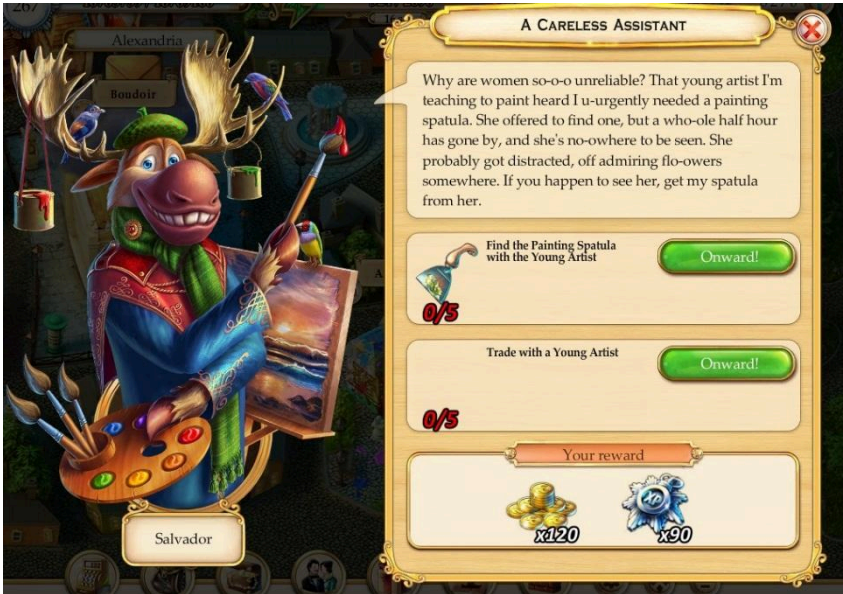 267
Alexandria
Boudoir
A CARELESS ASSISTANT
Why are women so-o-o unreliable? That young artist I'm
teaching to paint heard I u-urgently needed a painting
spatula. She offered to find one, but a who-ole half hour
has gone by, and she's no-owhere to be seen. She
probably got distracted, off admiring flo-owers
somewhere. If you happen to see her, get my spatula
from her.
Find the Painting Spatula
with the Young Artist
Onward!
0/5
Trade with a Young Artist
Onward!
0/5
Your reward
XP
x120
x90
Salvador